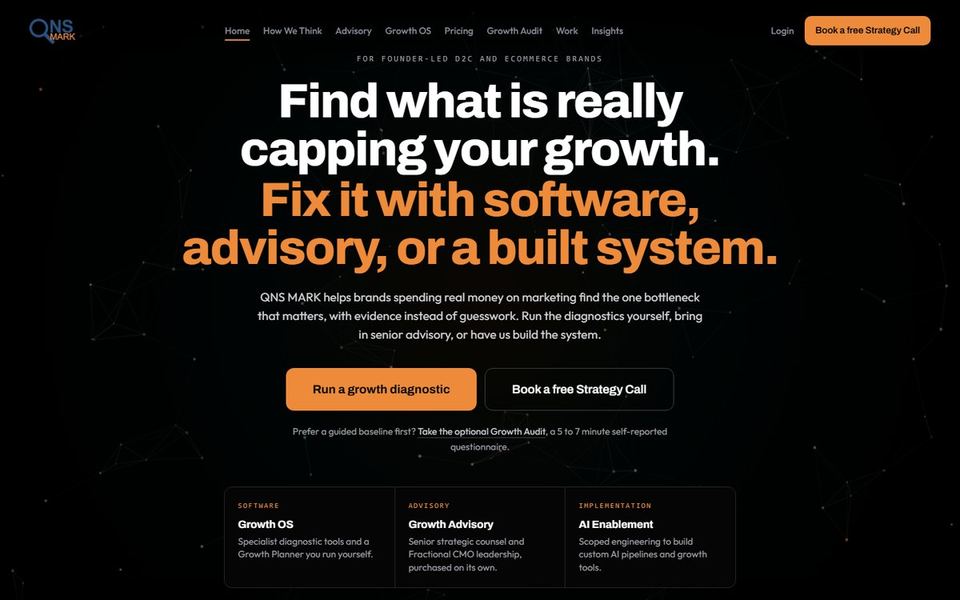 QNS
MARK
Home How We Think Advisory Growth OS Pricing Growth Audit Work Insights
Login Book a free Strategy Call
FOR FOUNDER-LED D2C AND ECOMMERCE BRANDS
Find what is really
capping your growth.
Fix it with software,
advisory, or a built system.
QNS MARK helps brands spending real money on marketing find the one bottleneck
that matters, with evidence instead of guesswork. Run the diagnostics yourself, bring
in senior advisory, or have us build the system.
Run a growth diagnostic
Book a free Strategy Call
Prefer a guided baseline first? Take the optional Growth Audit, a 5 to 7 minute self-reported
questionnaire.
SOFTWARE
Growth OS
Specialist diagnostic tools and a
Growth Planner you run yourself.
ADVISORY
Growth Advisory
Senior strategic counsel and
Fractional CMO leadership,
purchased on its own.
IMPLEMENTATION
AI Enablement
Scoped engineering to build
custom AI pipelines and growth
tools.